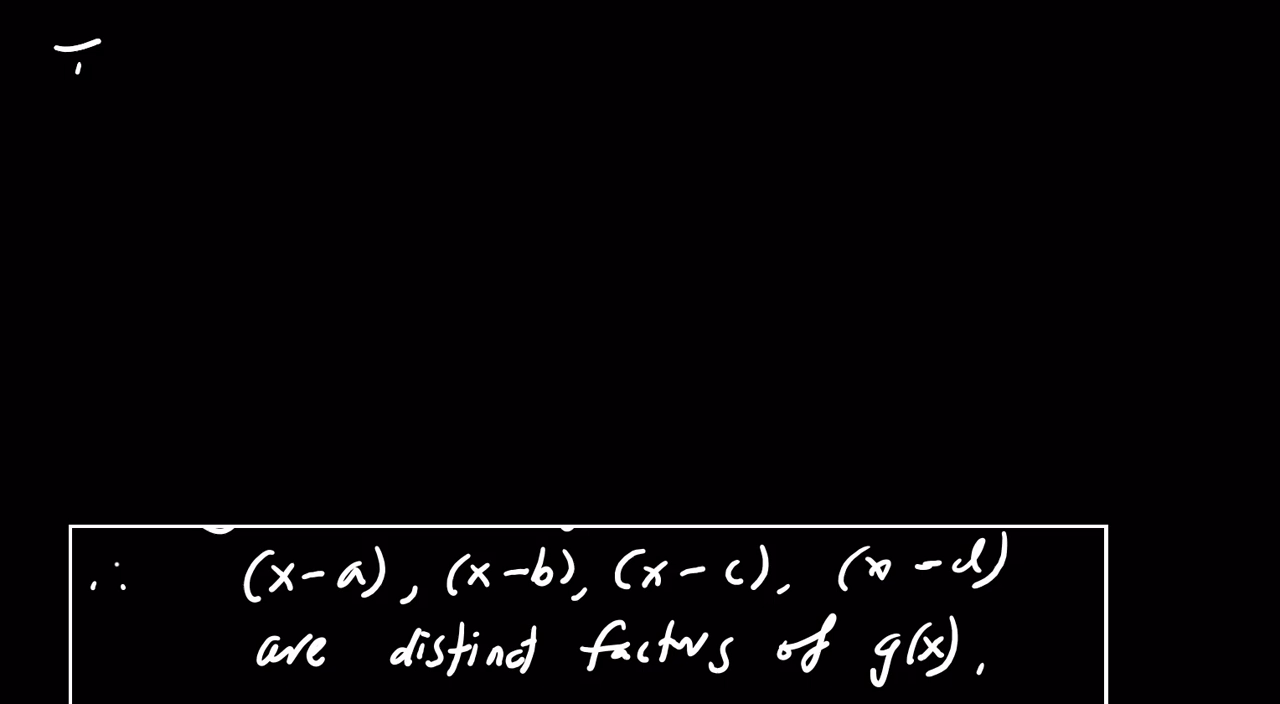 ∴ (x-a), (x-b), (x-c), (x-d)
are distinct factors of g(x).